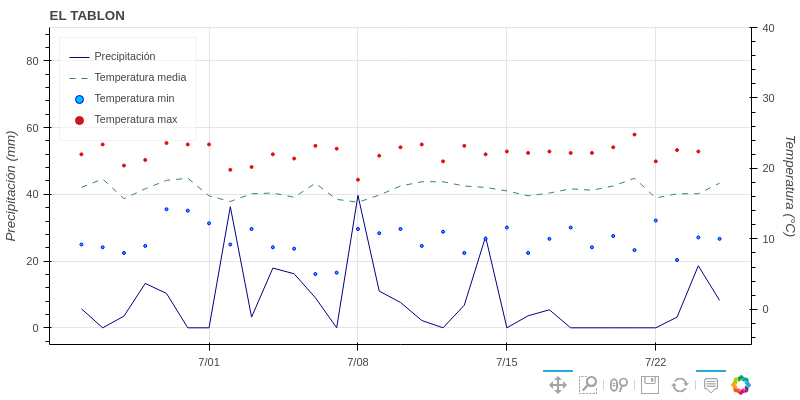 EL TABLON
Precipitación
Temperatura media
Temperatura min
Temperatura max
Precipitación (mm)
80
60
40
20
0
40
30
20
10
0
Temperatura (°C)
7/01
7/08
7/15
7/22